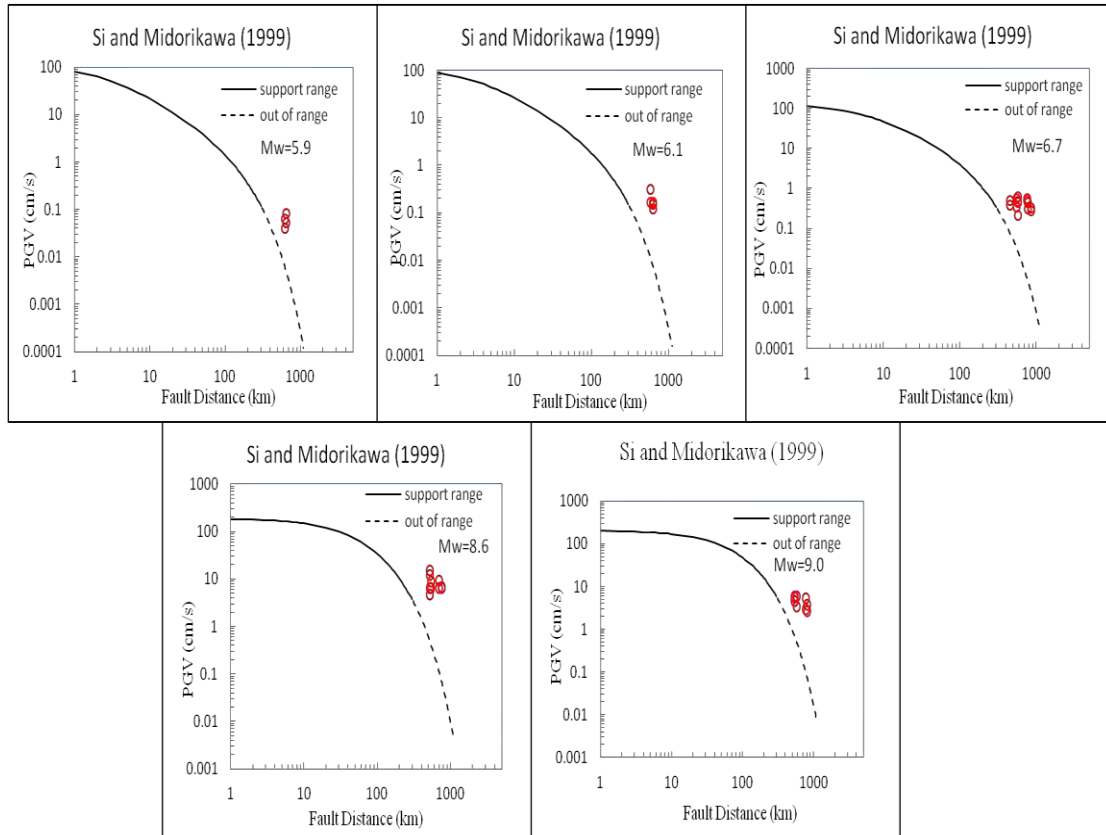 Si and Midorikawa (1999)
100
10
1
0.1
0.01
0.001
0.0001
PGV (cm/s)
support range
out of range
Mw=5.9
1
10
100
1000
Fault Distance (km)
Si and Midorikawa (1999)
100
10
1
0.1
0.01
0.001
0.0001
PGV (cm/s)
support range
out of range
Mw=6.1
1
10
100
1000
Fault Distance (km)
Si and Midorikawa (1999)
1000
100
10
1
0.1
0.01
0.001
0.0001
PGV (cm/s)
support range
out of range
Mw=6.7
1
10
100
1000
Fault Distance (km)
Si and Midorikawa (1999)
1000
100
10
1
0.1
0.01
0.001
PGV (cm/s)
support range
out of range
Mw=8.6
1
10
100
1000
Fault Distance (km)
Si and Midorikawa (1999)
1000
100
10
1
0.1
0.01
0.001
PGV (cm/s)
support range
out of range
Mw=9.0
1
10
100
1000
Fault Distance (km)